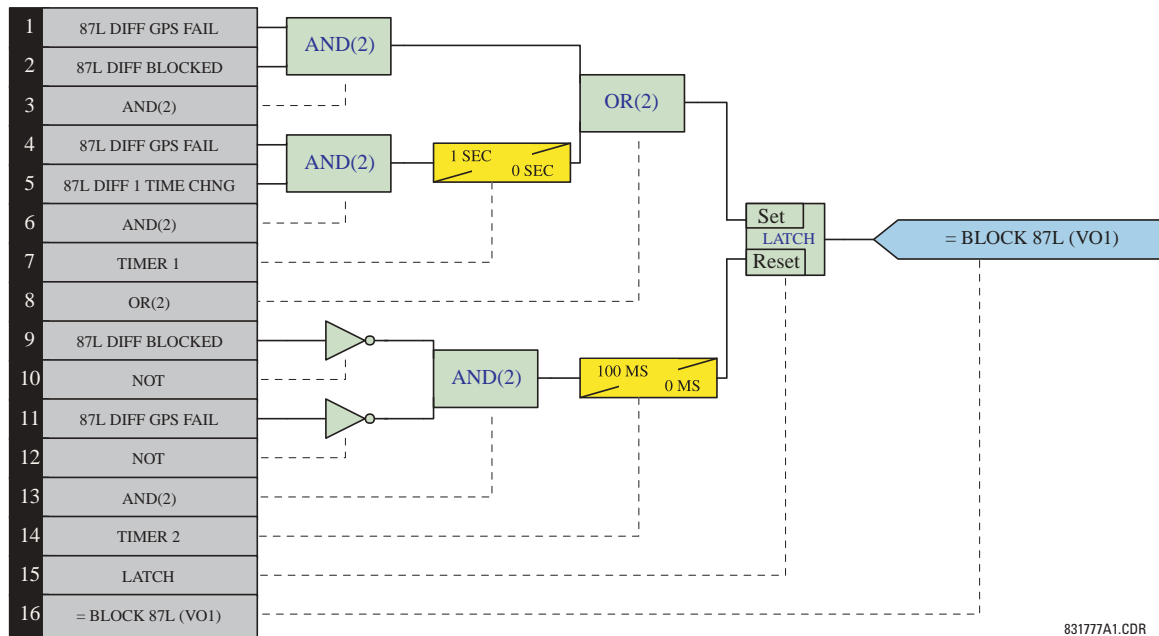 1 87L DIFF GPS FAIL
2 87L DIFF BLOCKED
3 AND(2)
4 87L DIFF GPS FAIL
5 87L DIFF 1 TIME CHNG
6 AND(2)
7 TIMER 1
8 OR(2)
9 87L DIFF BLOCKED
10 NOT
11 87L DIFF GPS FAIL
12 NOT
13 AND(2)
14 TIMER 2
15 LATCH
16 = BLOCK 87L (VO1)
AND(2)
OR(2)
AND(2)
1 SEC
0 SEC
Set
LATCH
Reset
= BLOCK 87L (VO1)
AND(2)
100 MS
0 MS
831777A1.CDR